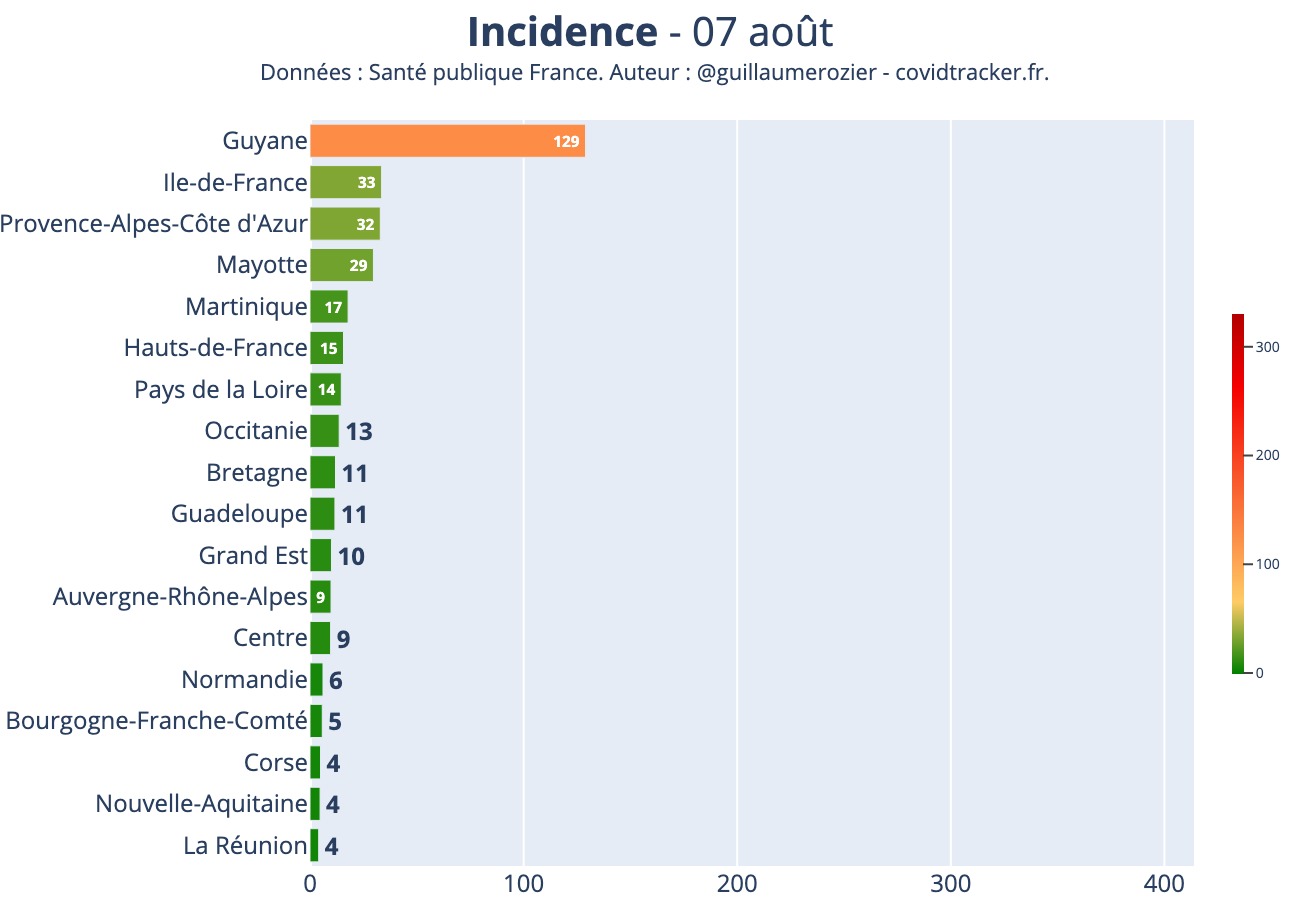 Incidence - 07 août
Données : Santé publique France. Auteur : @guillaumerozier - covidtracker.fr.
Guyane 129
Ile-de-France 33
Provence-Alpes-Côte d'Azur 32
Mayotte 29
Martinique 17
Hauts-de-France 15
Pays de la Loire 14
Occitanie 13
Bretagne 11
Guadeloupe 11
Grand Est 10
Auvergne-Rhône-Alpes 9
Centre 9
Normandie 6
Bourgogne-Franche-Comté 5
Corse 4
Nouvelle-Aquitaine 4
La Réunion 4
0 100 200 300 400
300
200
100
0